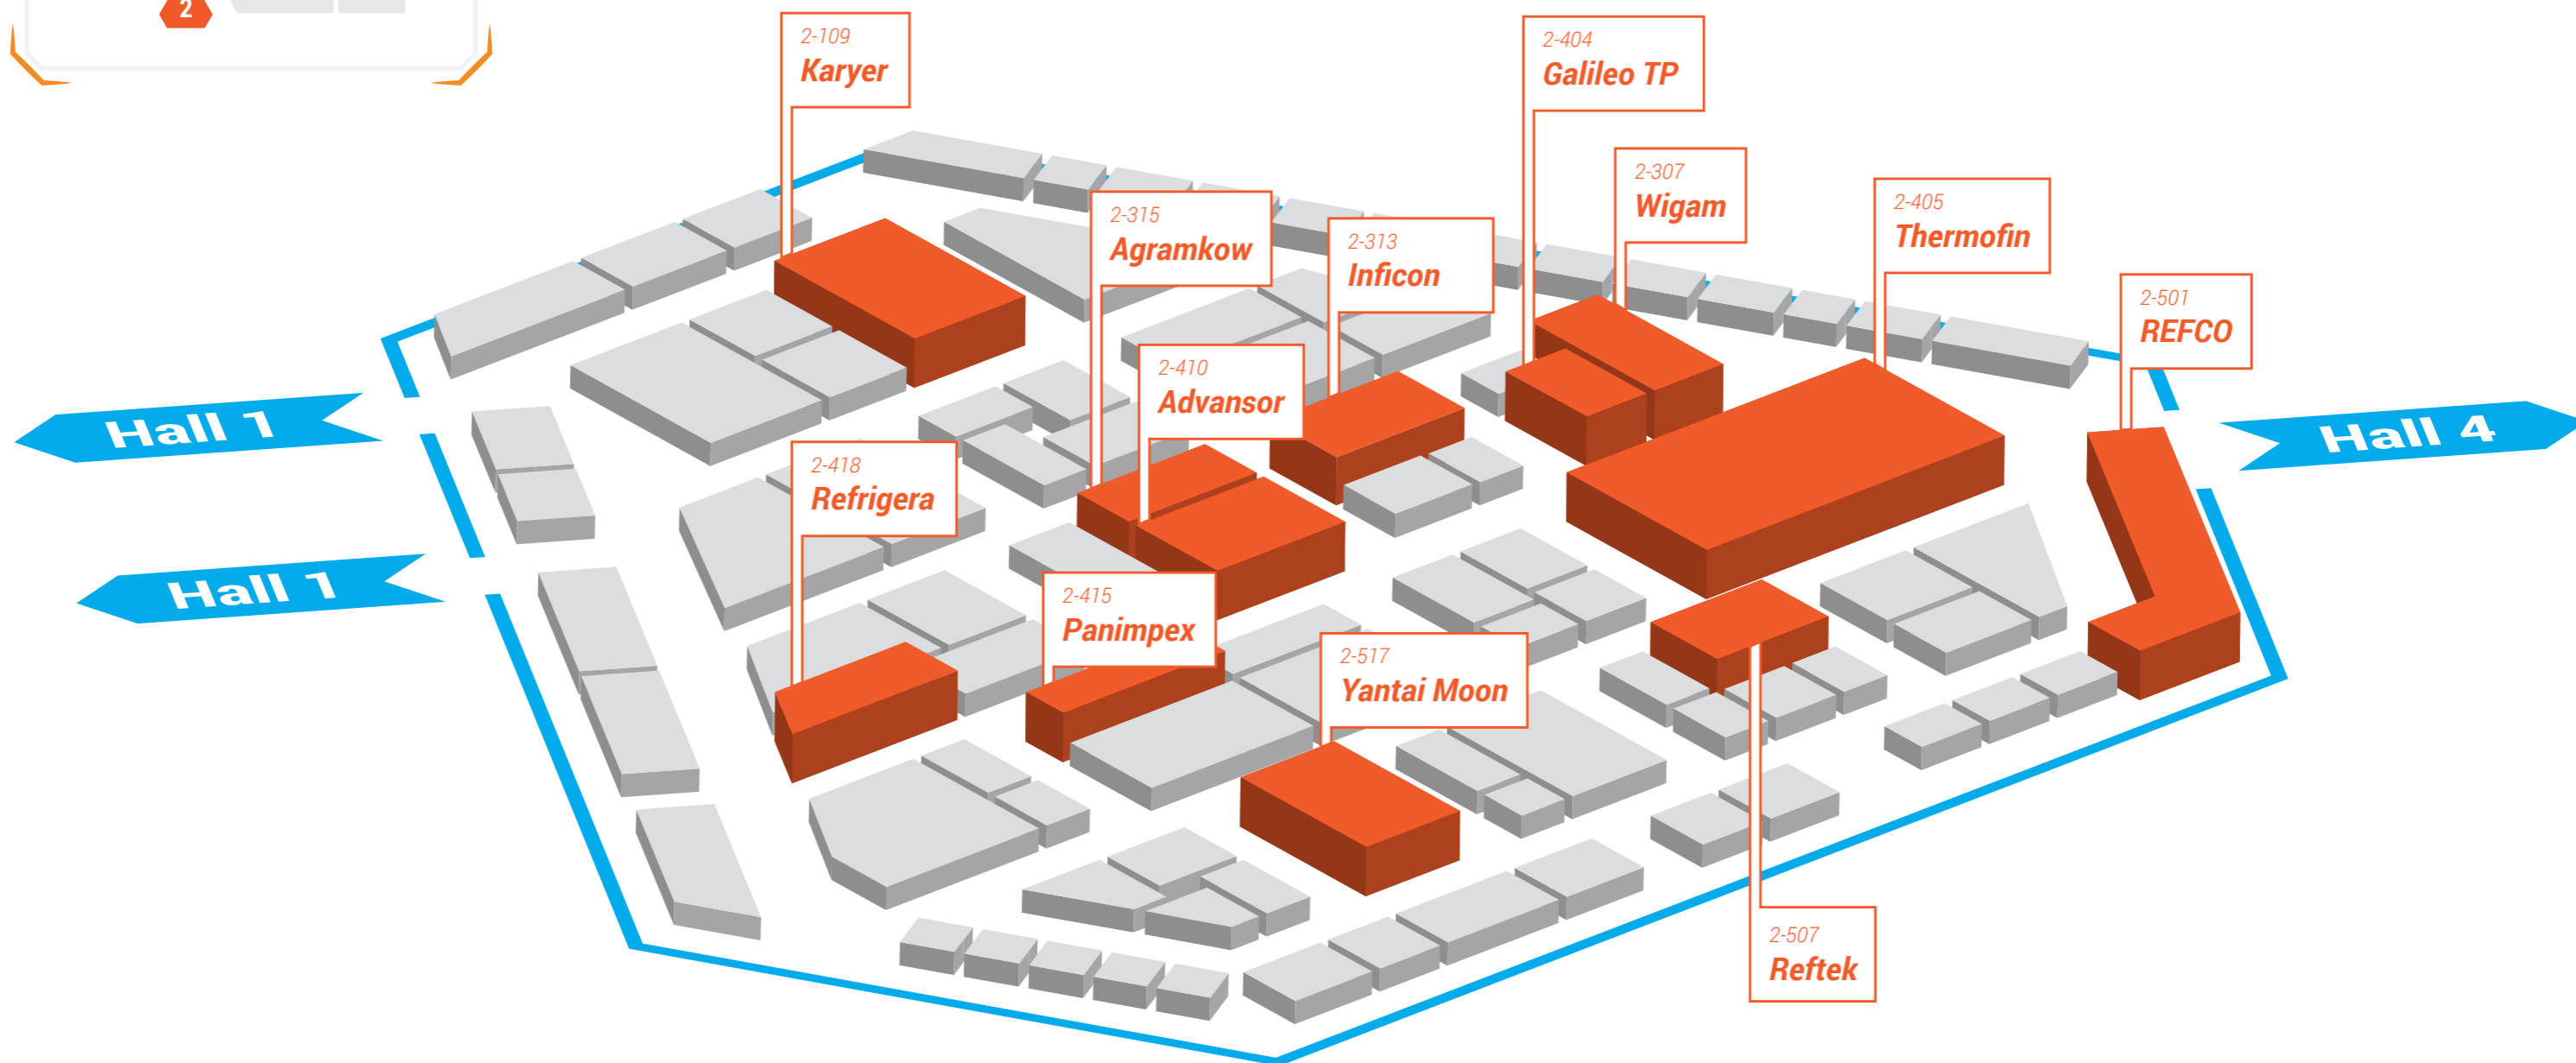 2
2-109
Karyer
2-404
Galileo TP
2-307
Wigam
2-405
Thermofin
2-315
Agramkow
2-313
Inficon
2-501
REFCO
2-410
Advansor
Hall 1
Hall 4
2-418
Refrigera
Hall 1
2-415
Panimpex
2-517
Yantai Moon
2-507
Reftek